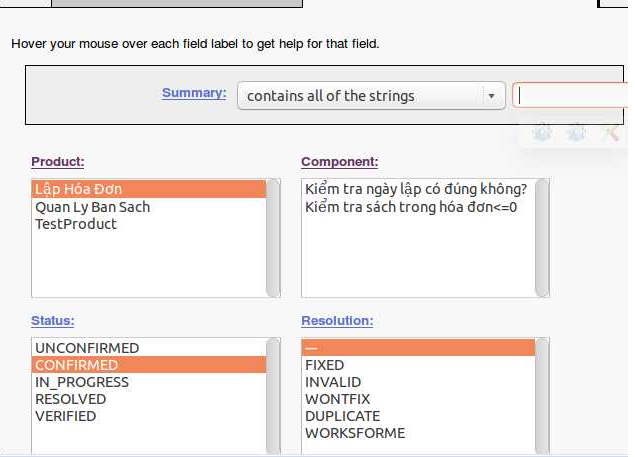 Hover your mouse over each field label to get help for that field.
Summary: contains all of the strings
Product: Component:
Lập Hóa Đơn
Quan Ly Ban Sach
TestProduct
Kiểm tra ngày lập có đúng không?
Kiểm tra sách trong hóa đơn<=0
Status: Resolution:
UNCONFIRMED
CONFIRMED
IN_PROGRESS
RESOLVED
VERIFIED
---
FIXED
INVALID
WONTFIX
DUPLICATE
WORKSFORME